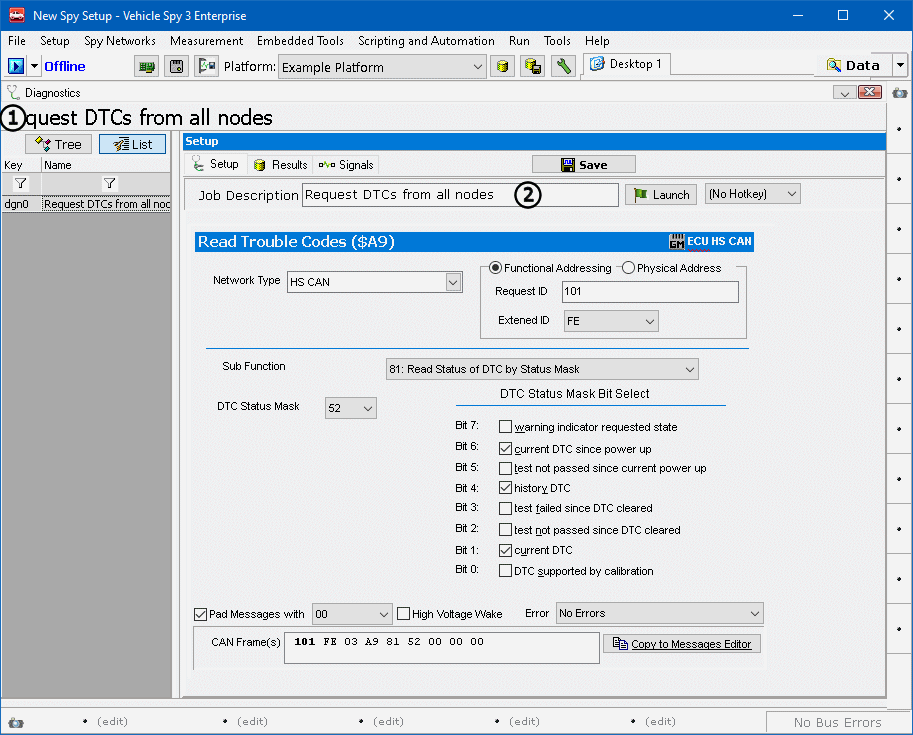 New Spy Setup - Vehicle Spy 3 Enterprise
File Setup Spy Networks Measurement Embedded Tools Scripting and Automation Run Tools Help
Offline Platform: Example Platform Desktop 1 Data
Diagnostics
1 quest DTCs from all nodes
Tree List
Key Name
dgn0 Request DTCs from all noc
Setup
Setup Results Signals Save
Job Description Request DTCs from all nodes 2 Launch (No Hotkey)
Read Trouble Codes ($A9) GM ECU HS CAN
Network Type HS CAN
Functional Addressing Physical Address
Request ID 101
Extened ID FE
Sub Function 81: Read Status of DTC by Status Mask
DTC Status Mask Bit Select
DTC Status Mask 52
Bit 7: warning indicator requested state
Bit 6: current DTC since power up
Bit 5: test not passed since current power up
Bit 4: history DTC
Bit 3: test failed since DTC cleared
Bit 2: test not passed since DTC cleared
Bit 1: current DTC
Bit 0: DTC supported by calibration
Pad Messages with 00 High Voltage Wake Error No Errors
CAN Frame(s) 101 FE 03 A9 81 52 00 00 00 Copy to Messages Editor
(edit) (edit) (edit) (edit) (edit) No Bus Errors